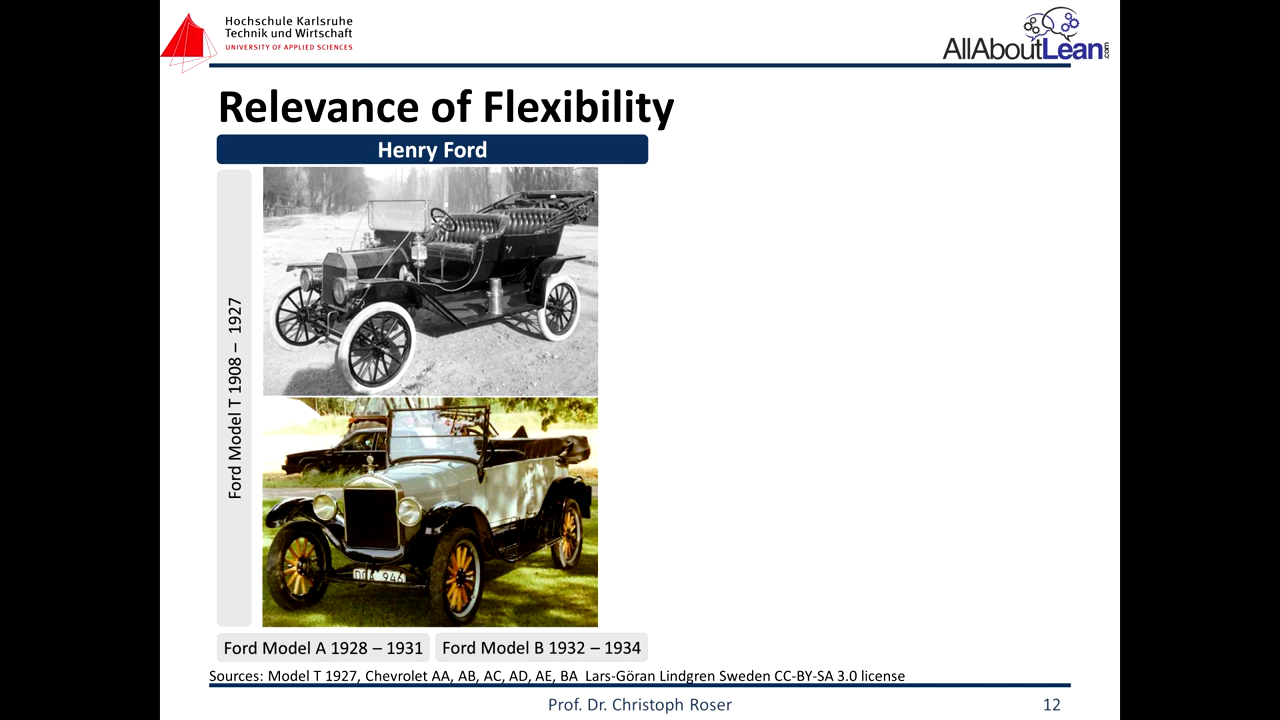 Hochschule Karlsruhe
Technik und Wirtschaft
UNIVERSITY OF APPLIED SCIENCES
AllAboutLean.com
Relevance of Flexibility
Henry Ford
Ford Model T 1908 – 1927
Ford Model A 1928 – 1931
Ford Model B 1932 – 1934
Sources: Model T 1927, Chevrolet AA, AB, AC, AD, AE, BA Lars-Göran Lindgren Sweden CC-BY-SA 3.0 license
Prof. Dr. Christoph Roser
12